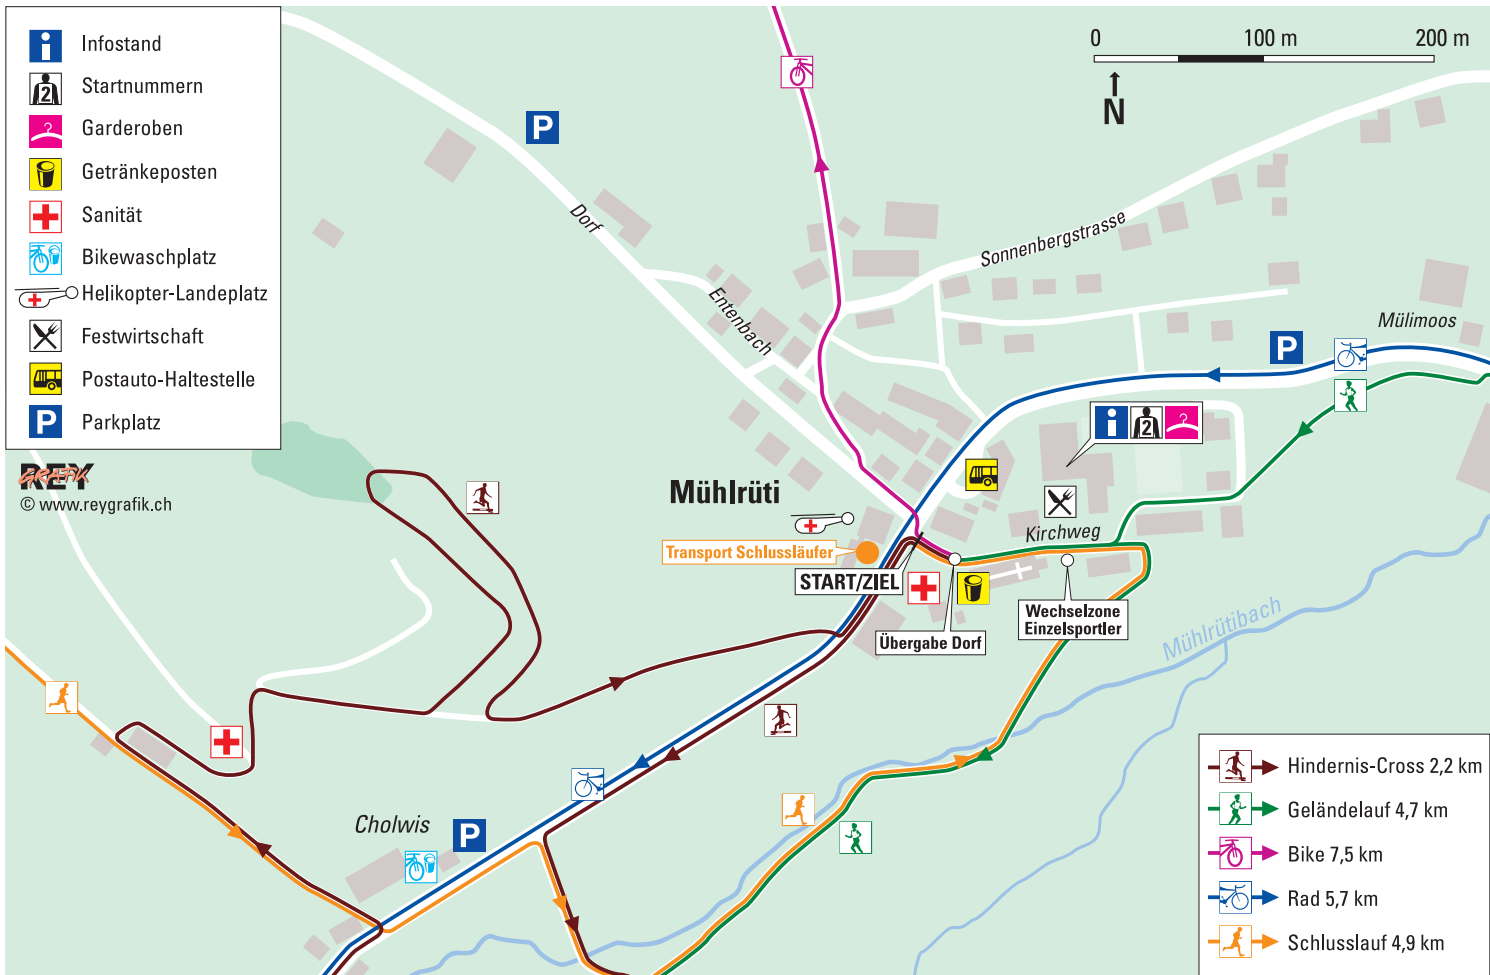 Infostand
2
Startnummern
Garderoben
Getränkeposten
Sanität
Bikewaschplatz
Helikopter-Landeplatz
Festwirtschaft
Postauto-Haltestelle
P
Parkplatz
REY
GRAFIK
© www.reygrafik.ch
0
100 m
200 m
N
P
Dorf
Sonnenbergstrasse
Entenbach
Mülimoos
P
i
2
Mühlrüti
Kirchweg
Transport Schlussläufer
START/ZIEL
Wechselzone
Einzelsportler
Übergabe Dorf
Mühlrütibach
Cholwis
P
Hindernis-Cross 2,2 km
Geländelauf 4,7 km
Bike 7,5 km
Rad 5,7 km
Schlusslauf 4,9 km